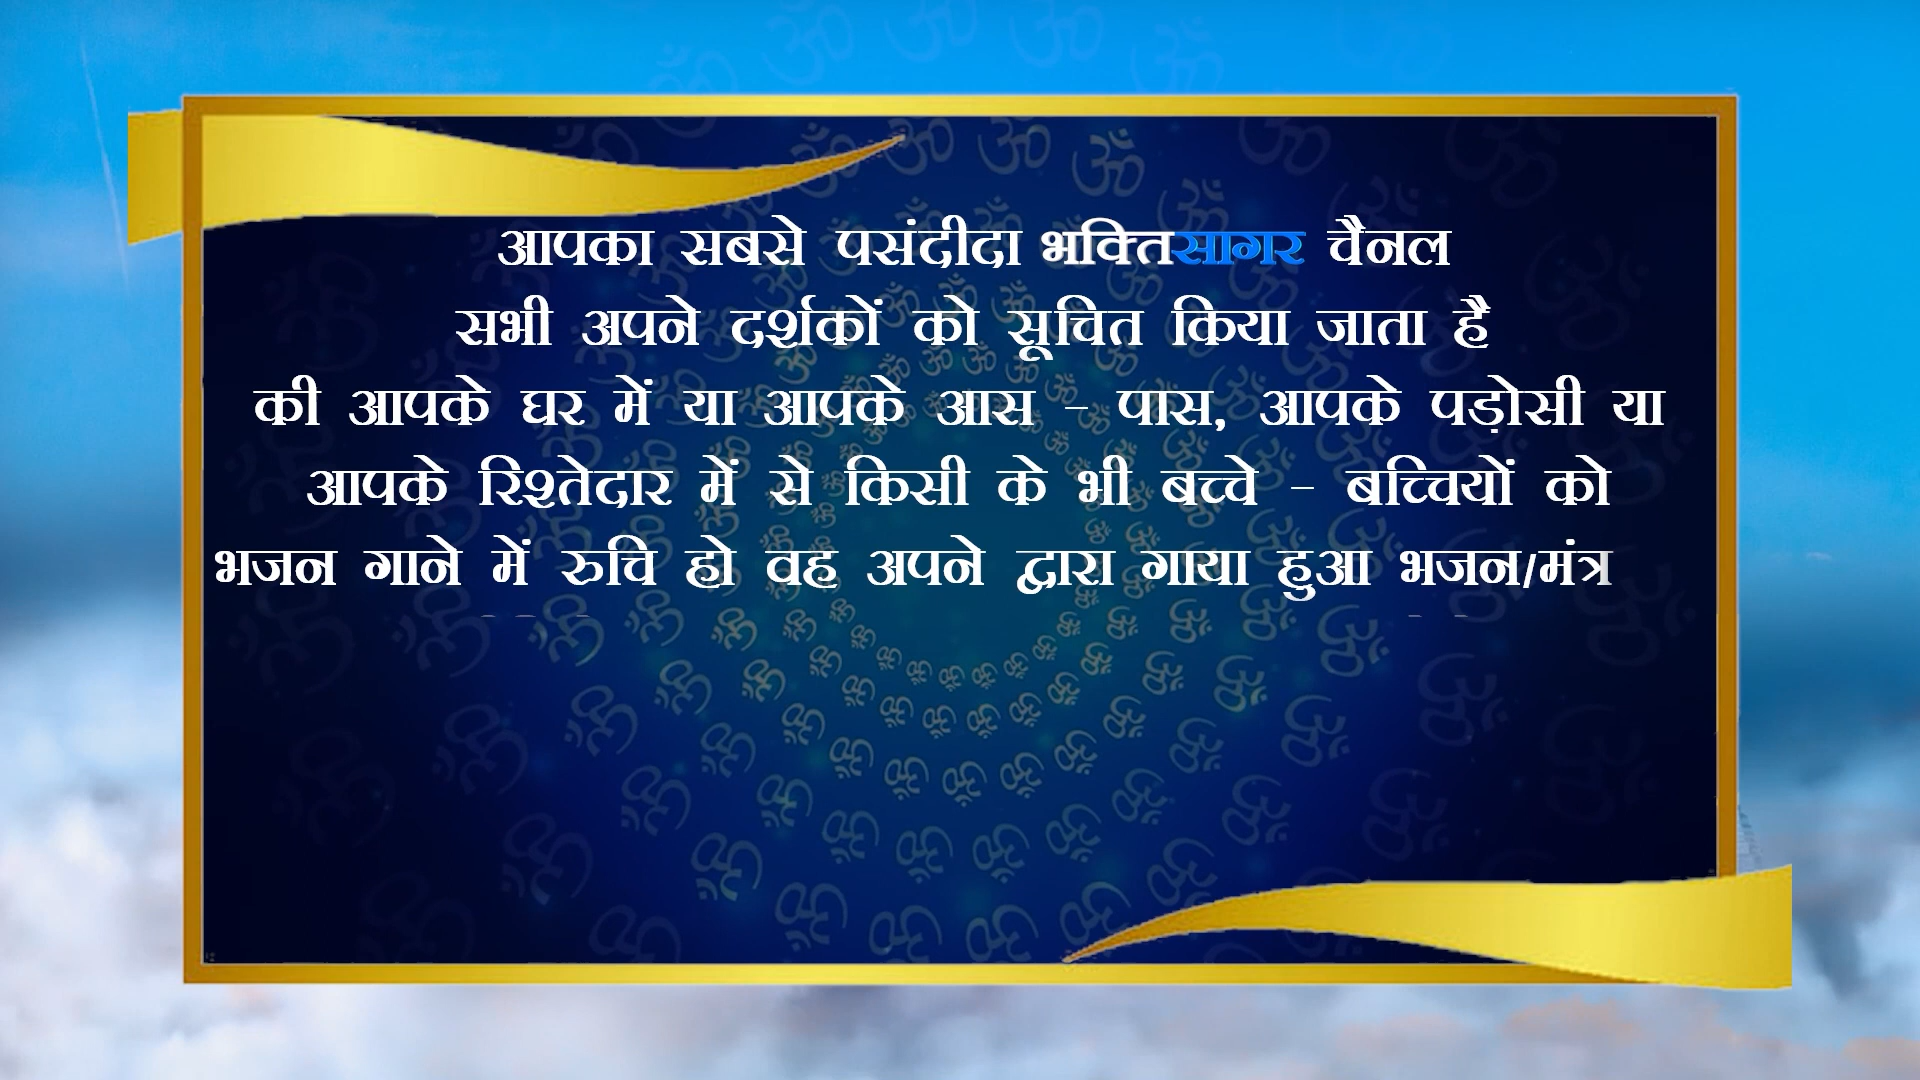 आपका सबसे पसंदीदा भक्तिसागर चैनल
सभी अपने दर्शकों को सूचित किया जाता है
की आपके घर में या आपके आस - पास, आपके पड़ोसी या
आपके रिश्तेदार में से किसी के भी बच्चे - बच्चियों को
भजन गाने में रुचि हो वह अपने द्वारा गाया हुआ भजन/मंत्र